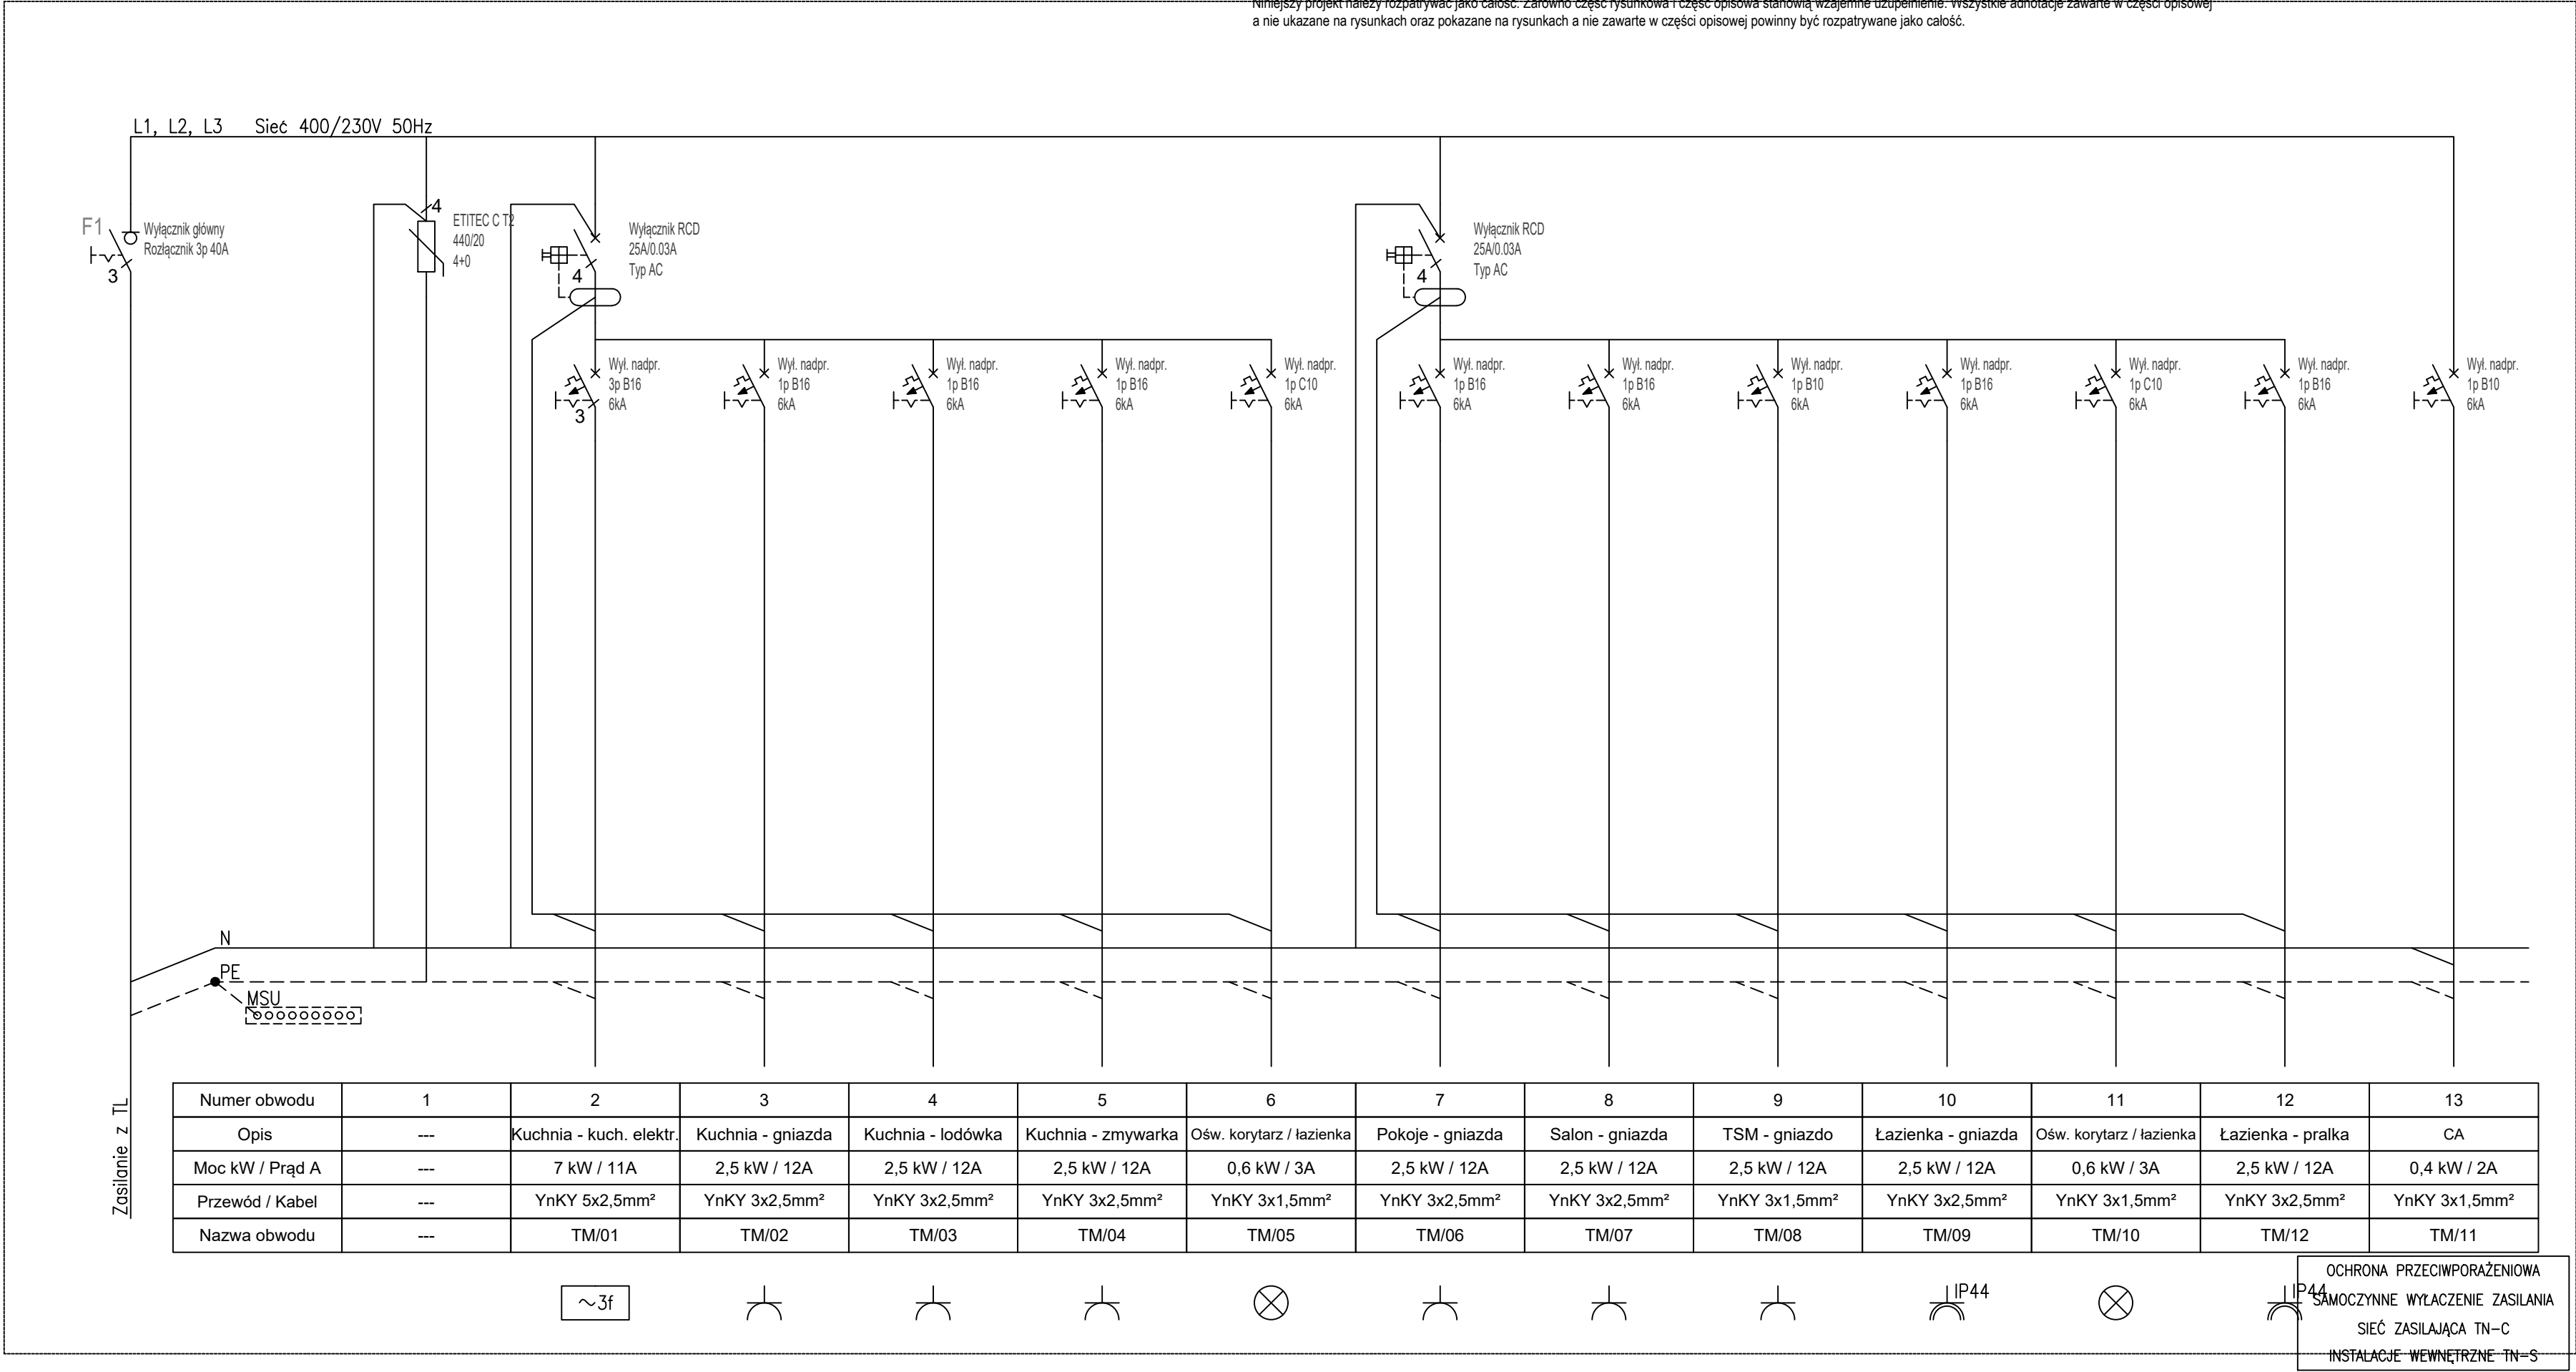 Niniejszy projekt należy rozpatrywać jako całość. Zarówno część rysunkowa i część opisowa stanowią wzajemne uzupełnienie. Wszystkie adnotacje zawarte w części opisowej
a nie ukazane na rysunkach oraz pokazane na rysunkach a nie zawarte w części opisowej powinny być rozpatrywane jako całość.
L1, L2, L3 Sieć 400/230V 50Hz
F1
Wyłącznik główny
Rozłącznik 3p 40A
3
4
ETITEC C T2
440/20
4+0
Wyłącznik RCD
25A/0.03A
Typ AC
4
Wyłącznik RCD
25A/0.03A
Typ AC
4
Wył. nadpr.
3p B16
6kA
3
Wył. nadpr.
1p B16
6kA
Wył. nadpr.
1p B16
6kA
Wył. nadpr.
1p B16
6kA
Wył. nadpr.
1p C10
6kA
Wył. nadpr.
1p B16
6kA
Wył. nadpr.
1p B16
6kA
Wył. nadpr.
1p B10
6kA
Wył. nadpr.
1p B16
6kA
Wył. nadpr.
1p C10
6kA
Wył. nadpr.
1p B16
6kA
Wył. nadpr.
1p B10
6kA
N
PE
MSU
Zasilanie z TL
Numer obwodu 1 2 3 4 5 6 7 8 9 10 11 12 13
Opis --- Kuchnia - kuch. elektr. Kuchnia - gniazda Kuchnia - lodówka Kuchnia - zmywarka Ośw. korytarz / łazienka Pokoje - gniazda Salon - gniazda TSM - gniazdo Łazienka - gniazda Ośw. korytarz / łazienka Łazienka - pralka CA
Moc kW / Prąd A --- 7 kW / 11A 2,5 kW / 12A 2,5 kW / 12A 2,5 kW / 12A 0,6 kW / 3A 2,5 kW / 12A 2,5 kW / 12A 2,5 kW / 12A 2,5 kW / 12A 0,6 kW / 3A 2,5 kW / 12A 0,4 kW / 2A
Przewód / Kabel --- YnKY 5x2,5mm² YnKY 3x2,5mm² YnKY 3x2,5mm² YnKY 3x2,5mm² YnKY 3x1,5mm² YnKY 3x2,5mm² YnKY 3x2,5mm² YnKY 3x1,5mm² YnKY 3x2,5mm² YnKY 3x1,5mm² YnKY 3x2,5mm² YnKY 3x1,5mm²
Nazwa obwodu --- TM/01 TM/02 TM/03 TM/04 TM/05 TM/06 TM/07 TM/08 TM/09 TM/10 TM/12 TM/11
~3f
IP44
IP44
OCHRONA PRZECIWPORAŻENIOWA
SAMOCZYNNE WYŁACZENIE ZASILANIA
SIEĆ ZASILAJĄCA TN-C
INSTALACJE WEWNĘTRZNE TN-S